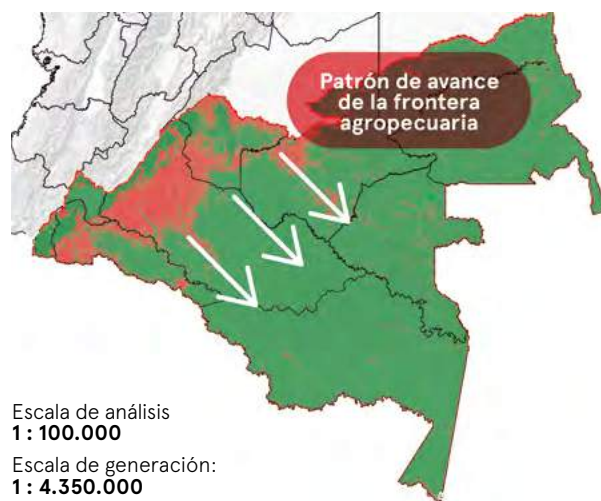 Patrón de avance
de la frontera
agropecuaria
Escala de análisis
1 : 100.000
Escala de generación:
1 : 4.350.000